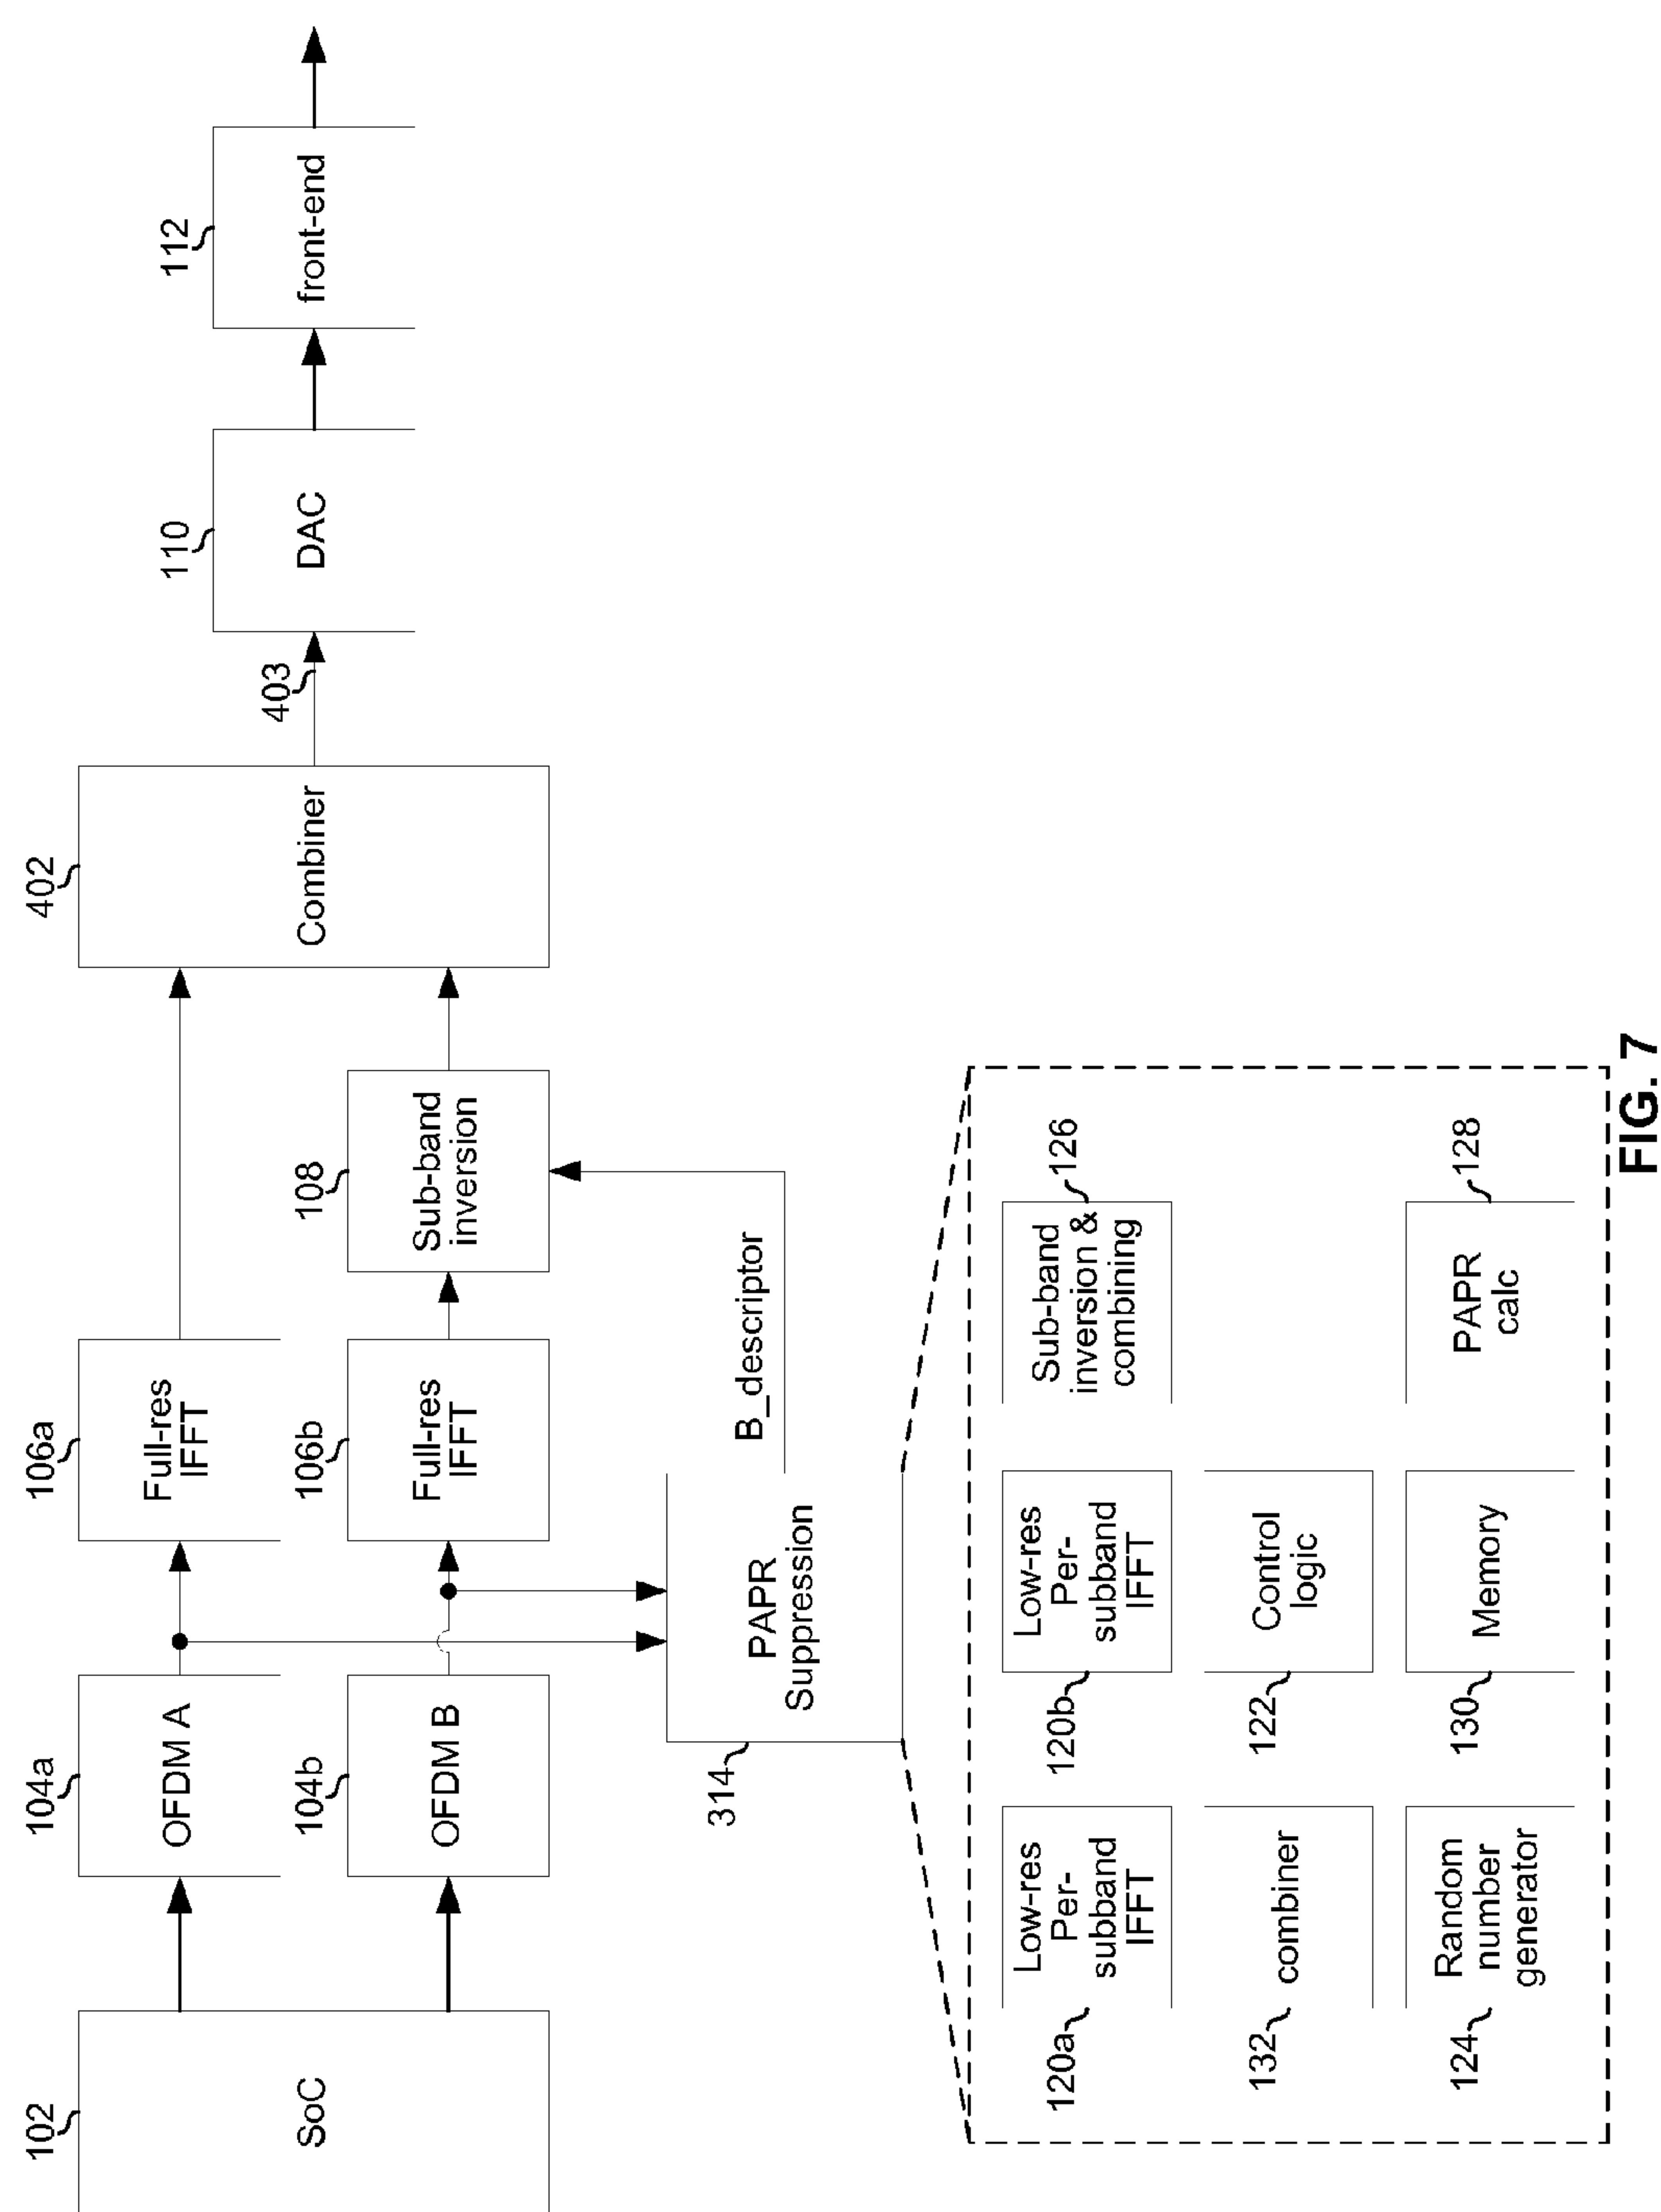 102
SoC
104a
OFDM A
104b
OFDM B
106a
Full-res
IFFT
106b
Full-res
IFFT
108
Sub-band
inversion
402
Combiner
403
110
DAC
112
front-end
314
PAPR
Suppression
B_descriptor
120a
Low-res
Per-
subband
IFFT
120b
Low-res
Per-
subband
IFFT
Sub-band
inversion &
combining
126
132
combiner
122
Control
logic
124
Random
number
generator
130
Memory
PAPR
calc
128
FIG. 7